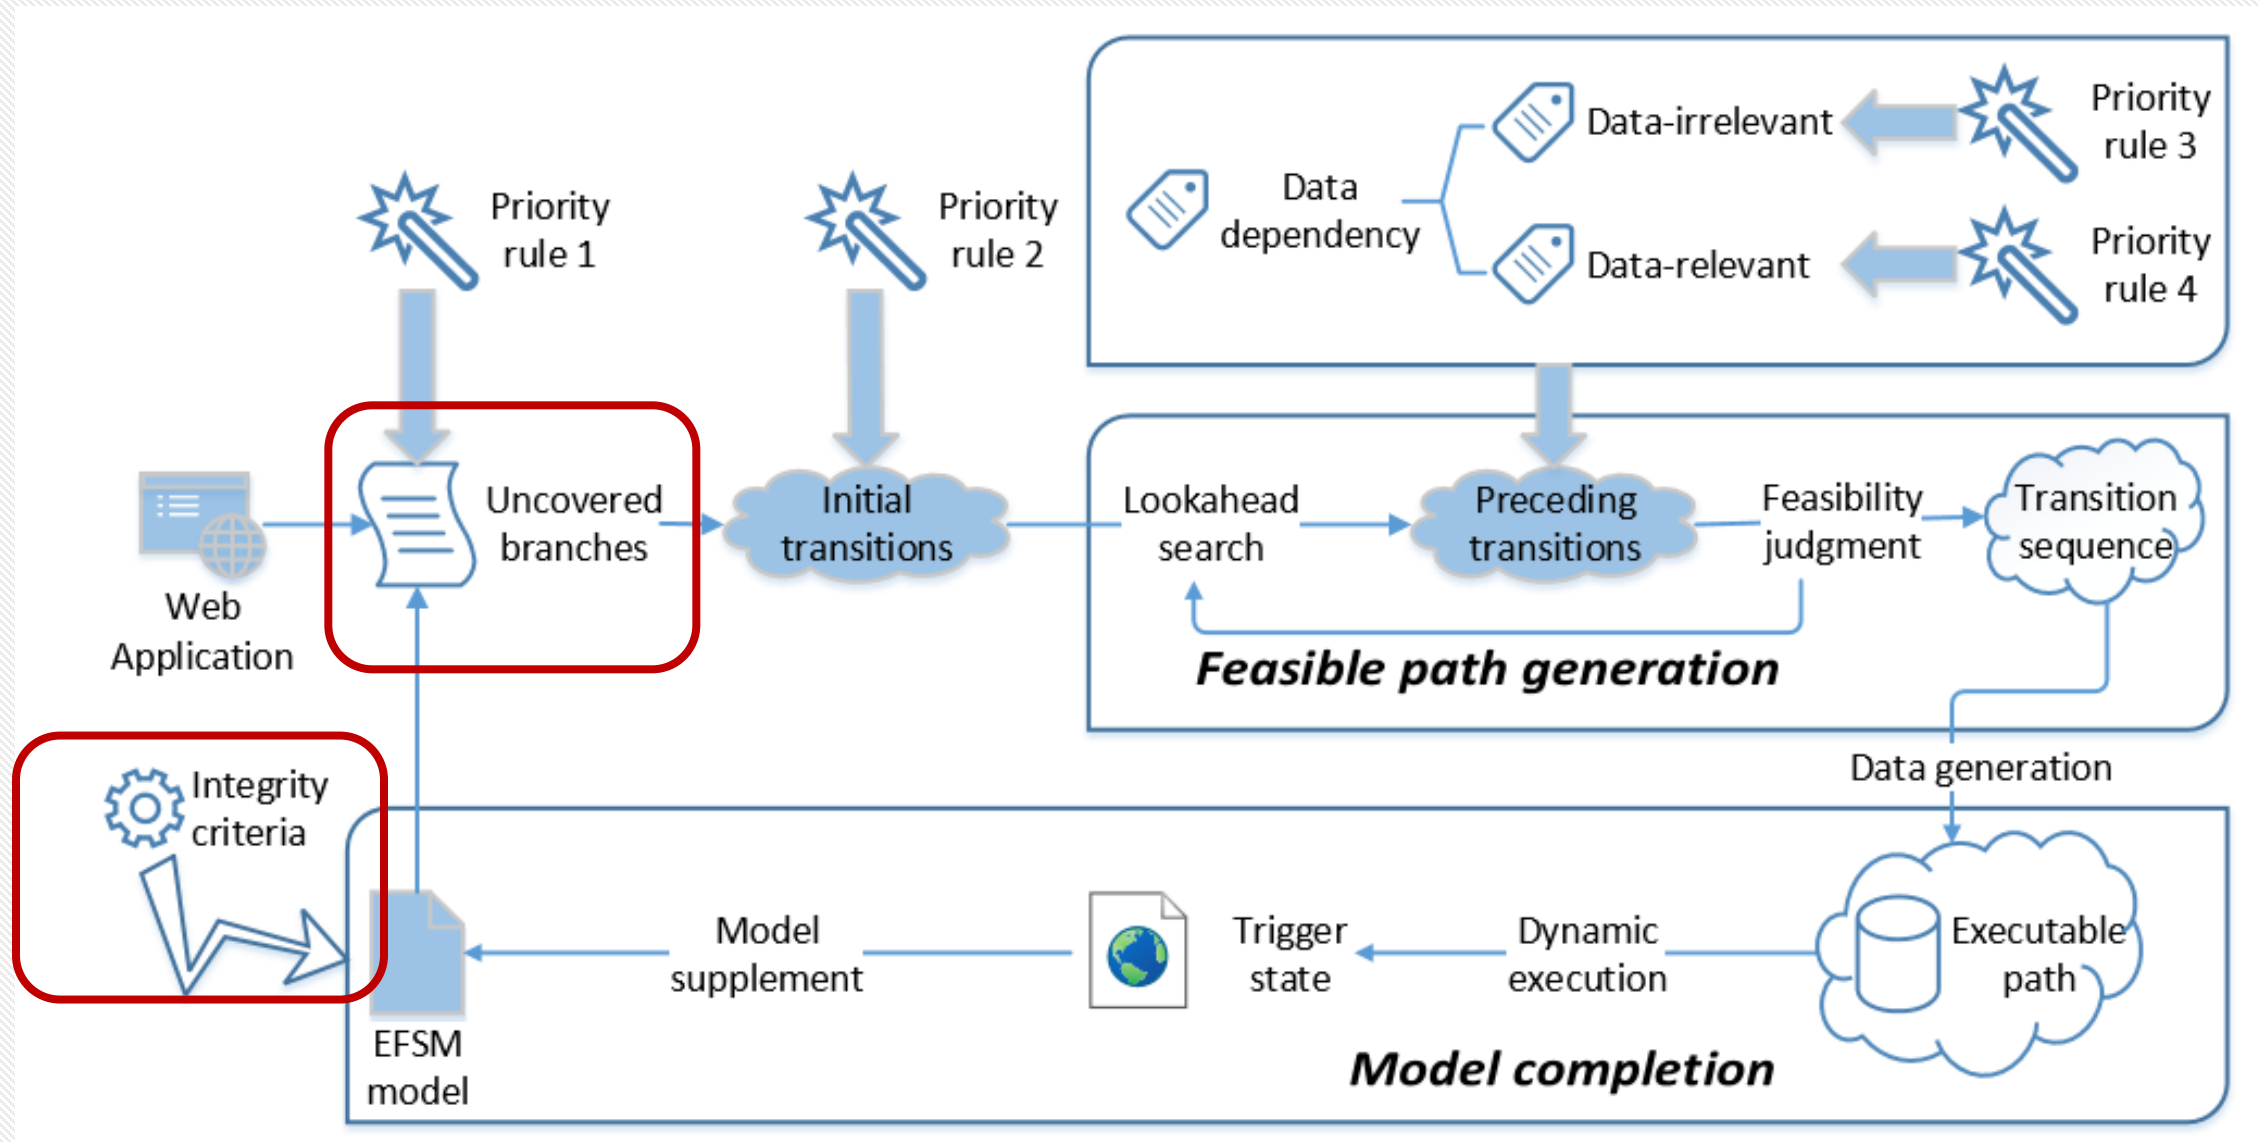 Priority
rule 1
Priority
rule 2
Data
dependency
Data-irrelevant
Data-relevant
Priority
rule 3
Priority
rule 4
Web
Application
Uncovered
branches
Initial
transitions
Lookahead
search
Preceding
transitions
Feasibility
judgment
Transition
sequence
Feasible path generation
Data generation
Integrity
criteria
EFSM
model
Model
supplement
Trigger
state
Dynamic
execution
Executable
path
Model completion